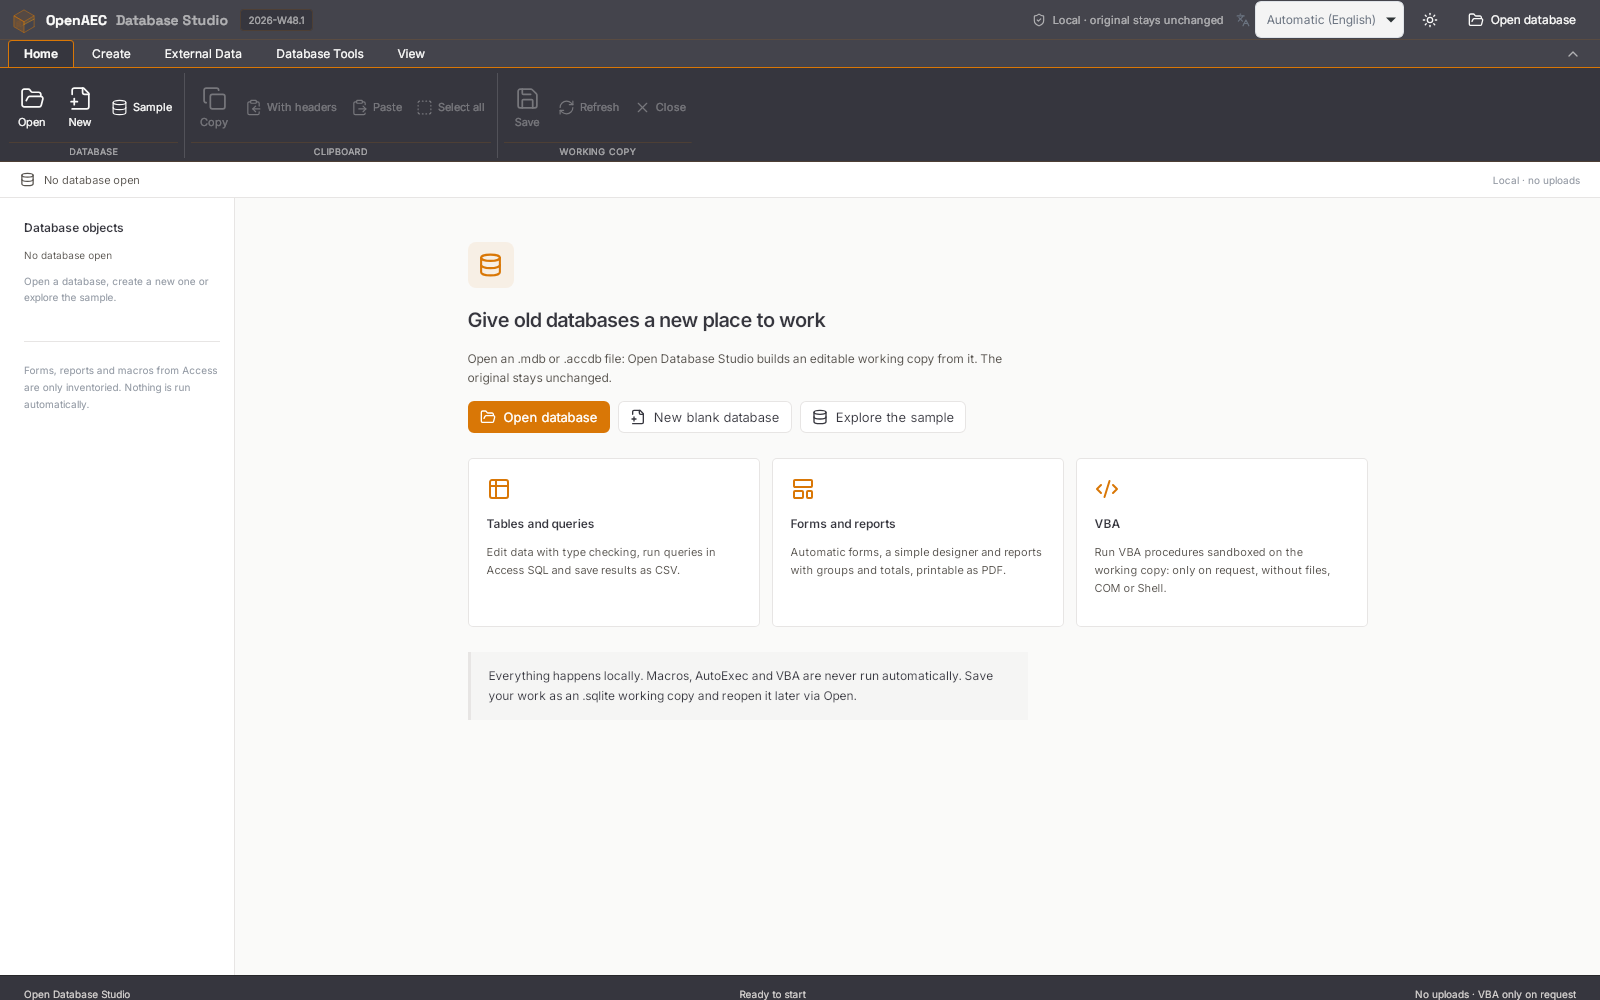 OpenAEC Database Studio 2026-W48.1
Local · original stays unchanged
Automatic (English)
Open database
Home
Create
External Data
Database Tools
View
Open
New
Sample
DATABASE
Copy
With headers
Paste
Select all
CLIPBOARD
Save
Refresh
Close
WORKING COPY
No database open
Local · no uploads
Database objects
No database open
Open a database, create a new one or
explore the sample.
Forms, reports and macros from Access
are only inventoried. Nothing is run
automatically.
Give old databases a new place to work
Open an .mdb or .accdb file: Open Database Studio builds an editable working copy from it. The
original stays unchanged.
Open database
New blank database
Explore the sample
Tables and queries
Edit data with type checking, run queries in
Access SQL and save results as CSV.
Forms and reports
Automatic forms, a simple designer and reports
with groups and totals, printable as PDF.
VBA
Run VBA procedures sandboxed on the
working copy: only on request, without files,
COM or Shell.
Everything happens locally. Macros, AutoExec and VBA are never run automatically. Save
your work as an .sqlite working copy and reopen it later via Open.
Open Database Studio
Ready to start
No uploads · VBA only on request